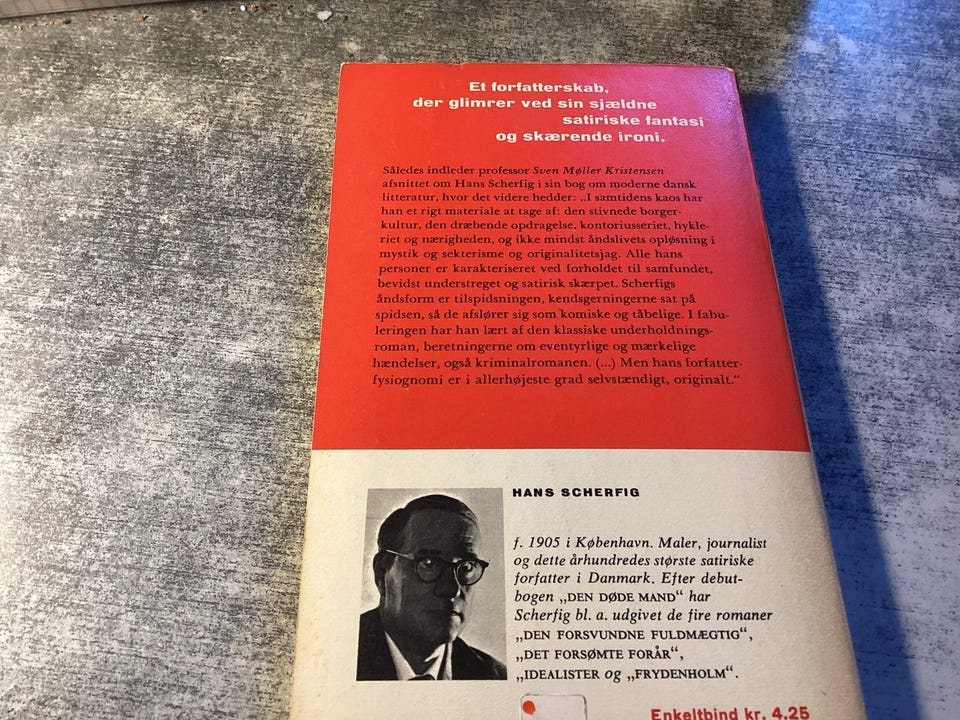 Et forfatterskab,
der glimrer ved sin sjældne
satiriske fantasi
og skærende ironi.
Således indleder professor Sven Møller Kristensen
afsnittet om Hans Scherfig i sin bog om moderne dansk
litteratur, hvor det videre hedder: „I samtidens kaos har
han et rigt materiale at tage af: den stivnede borger-
kultur, den dræbende opdragelse, kontoriusseriet, hykle-
riet og nærigheden, og ikke mindst åndslivets opløsning i
mystik og sekterisme og originalitetsjag. Alle hans
personer er karakteriseret ved forholdet til samfundet,
bevidst understreget og satirisk skærpet. Scherfigs
åndsform er tilspidsningen, kendsgerningerne sat på
spidsen, så de afslører sig som komiske og tåbelige. I fabu-
leringen har han lært af den klassiske underholdnings-
roman, beretningerne om eventyrlige og mærkelige
hændelser, også kriminalromanen. (...) Men hans forfatter-
fysiognomi er i allerhøjeste grad selvstændigt, originalt.“
HANS SCHERFIG
f. 1905 i København. Maler, journalist
og dette århundredes største satiriske
forfatter i Danmark. Efter debut-
bogen „DEN DØDE MAND“ har
Scherfig bl. a. udgivet de fire romaner
„DEN FORSVUNDNE FULDMÆGTIG“,
„DET FORSØMTE FORÅR“,
„IDEALISTER og „FRYDENHOLM“.
Enkeltbind kr. 4.25